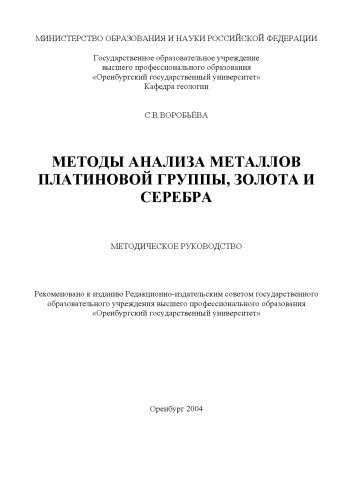 МИНИСТЕРСТВО ОБРАЗОВАНИЯ И НАУКИ РОССИЙСКОЙ ФЕДЕРАЦИИ
Государственное образовательное учреждение
высшего профессионального образования
«Оренбургский государственный университет»
Кафедра геологии
С.В.ВОРОБЬЁВА
МЕТОДЫ АНАЛИЗА МЕТАЛЛОВ
ПЛАТИНОВОЙ ГРУППЫ, ЗОЛОТА И
СЕРЕБРА
МЕТОДИЧЕСКОЕ РУКОВОДСТВО
Рекоменовано к изданию Редакционно-издательским советом государственного
образовательного учреждения высшего профессионального образования
«Оренбургский государственный университет»
Оренбург 2004